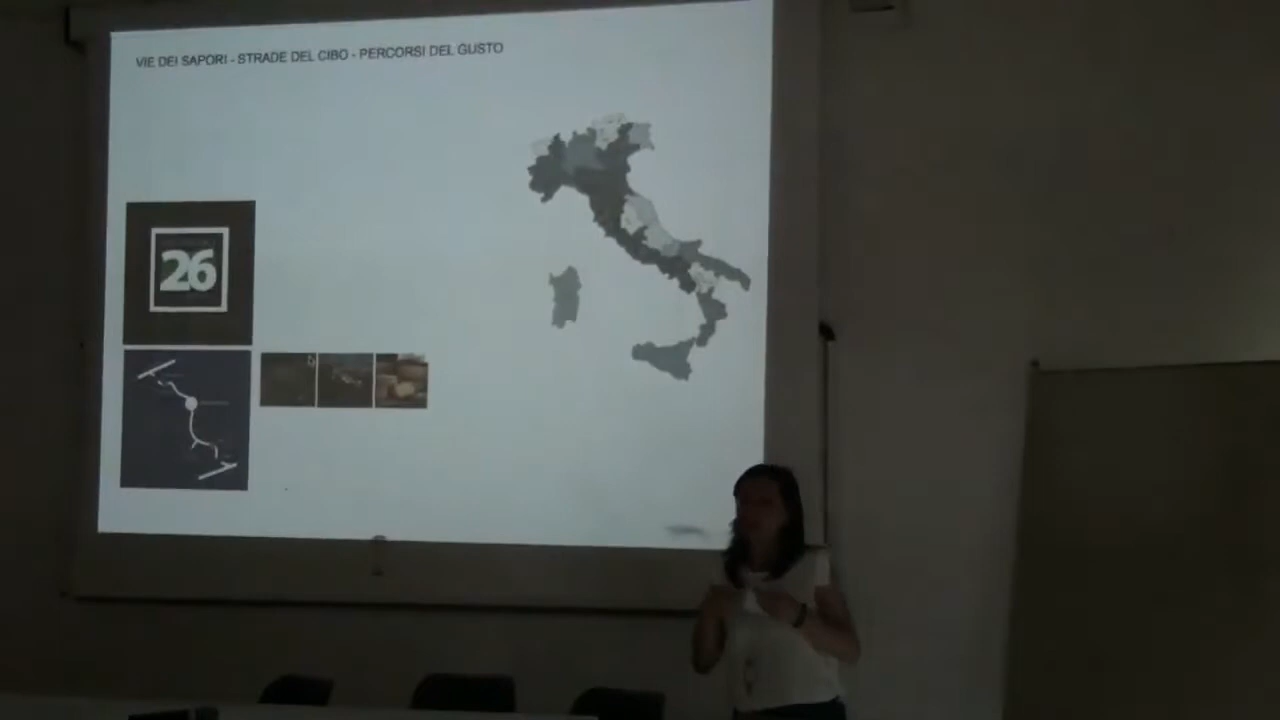 VIE DEI SAPORI - STRADE DEL CIBO - PERCORSI DEL GUSTO
26